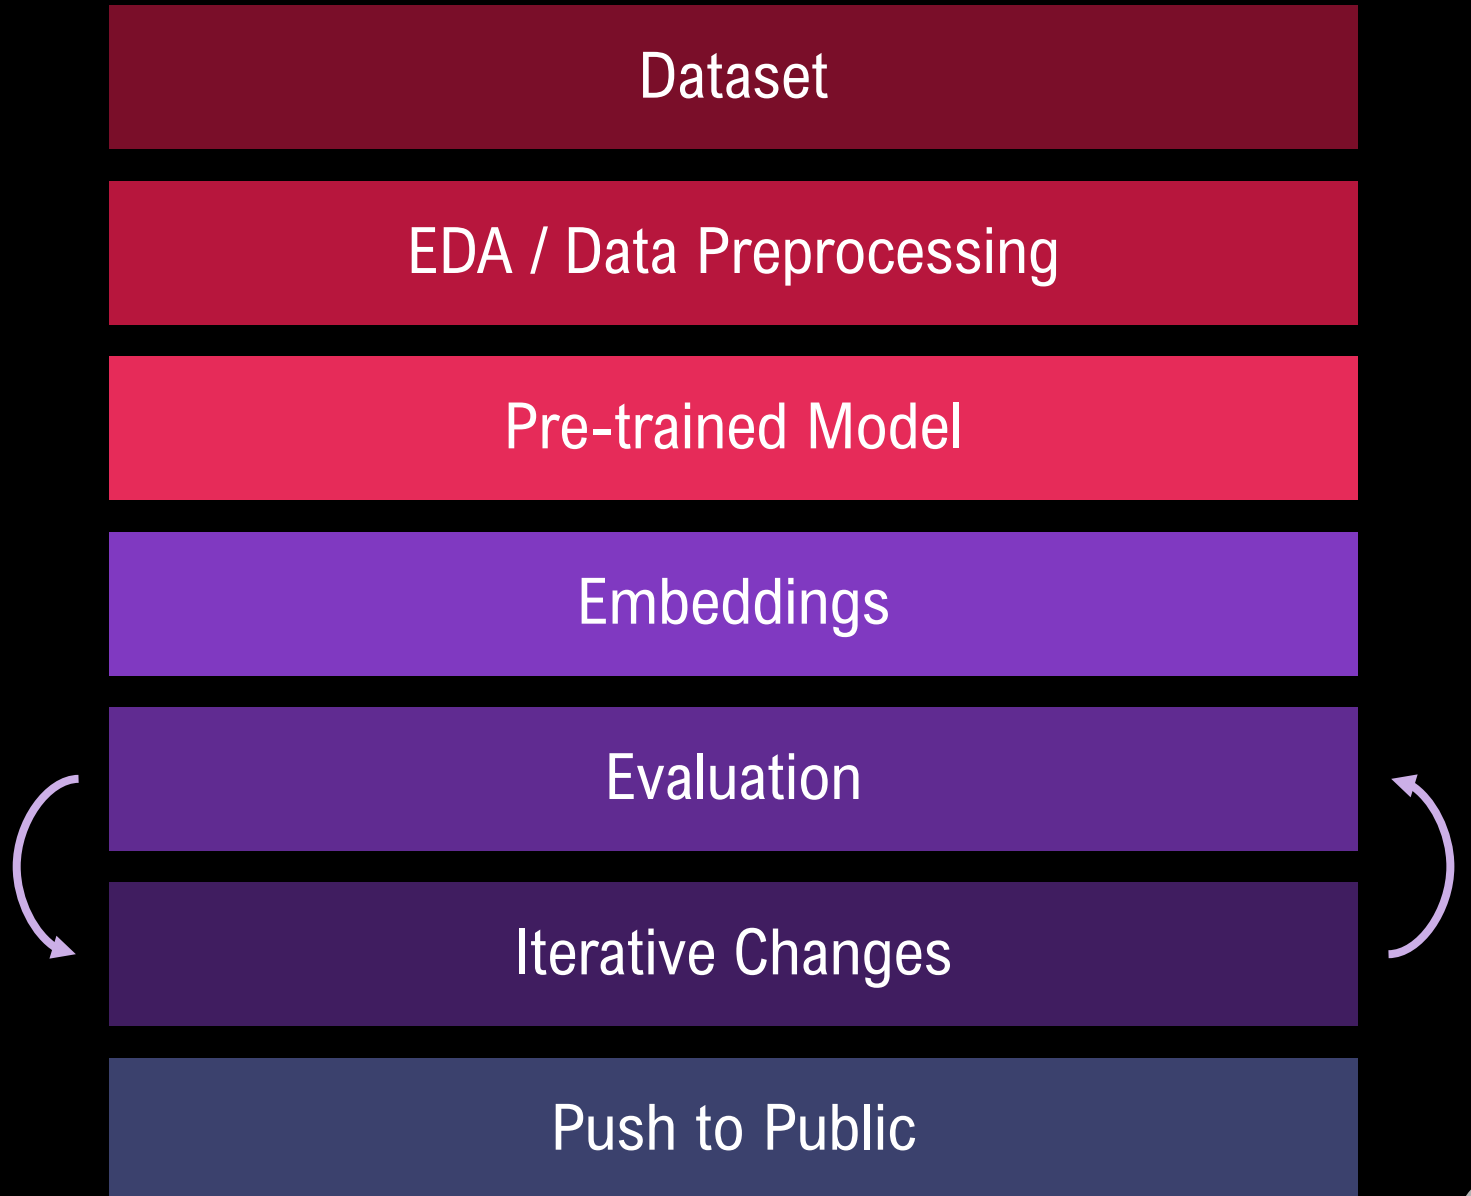 Dataset
EDA / Data Preprocessing
Pre-trained Model
Embeddings
Evaluation
Iterative Changes
Push to Public